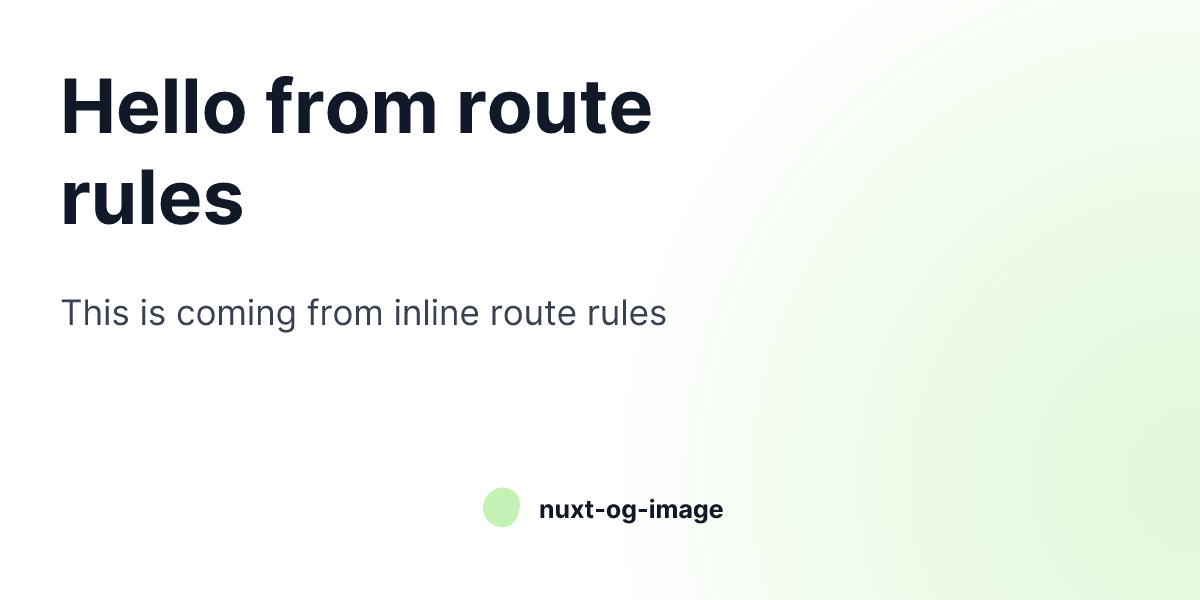 Hello from route
rules
This is coming from inline route rules
nuxt-og-image